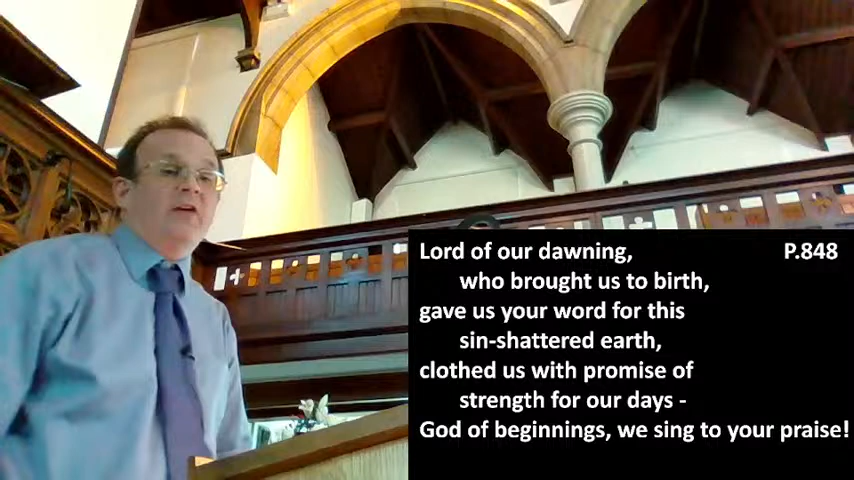 Lord of our dawning, P.848
who brought us to birth,
gave us your word for this
sin-shattered earth,
clothed us with promise of
strength for our days -
God of beginnings, we sing to your praise!